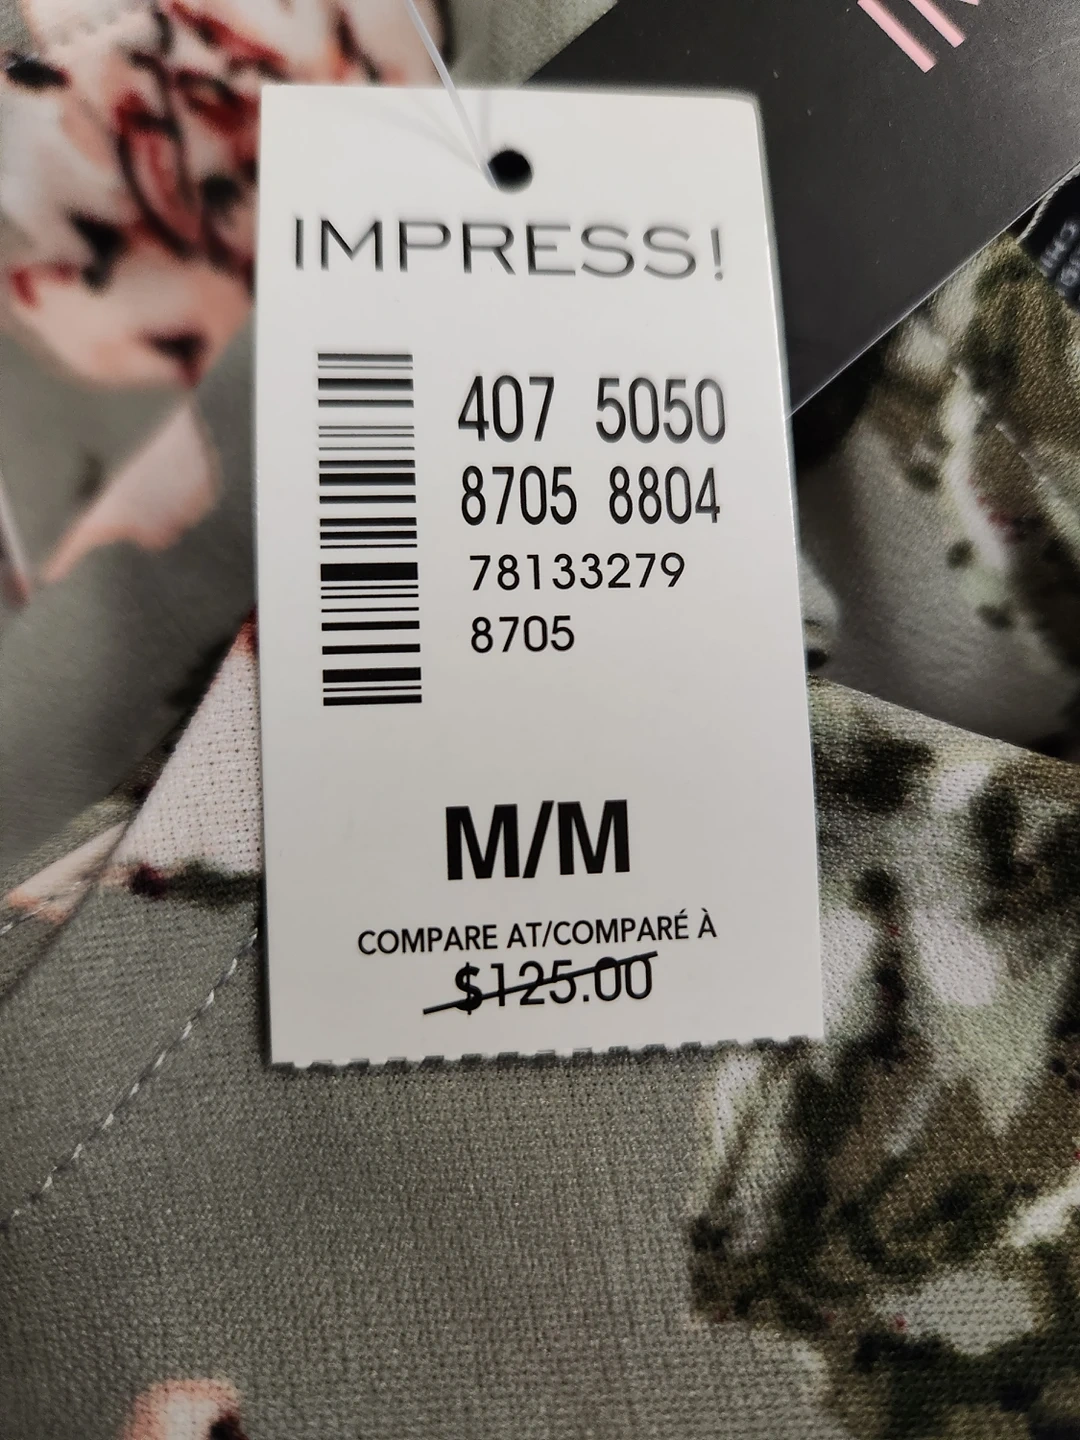 IMPRESS!
407 5050
8705 8804
78133279
8705
M/M
COMPARE AT/COMPARÉ À
$125.00